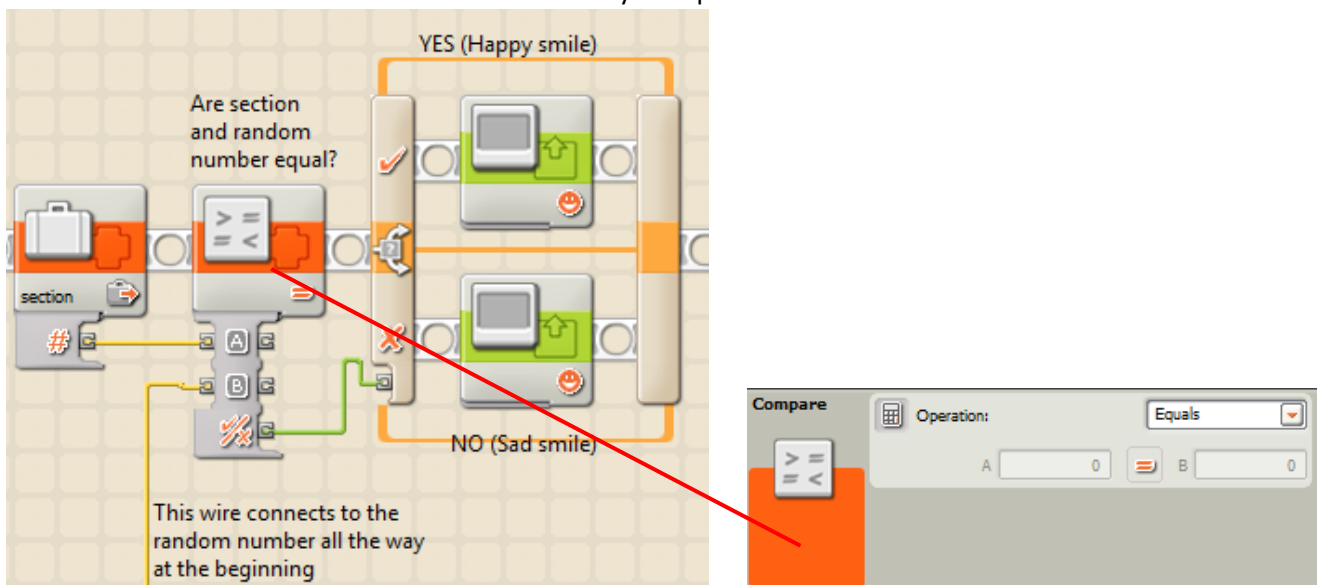 YES (Happy smile)
Are section
and random
number equal?
section
#
A
B
NO (Sad smile)
This wire connects to the
random number all the way
at the beginning
Compare
Operation:
Equals
A 0 = B 0